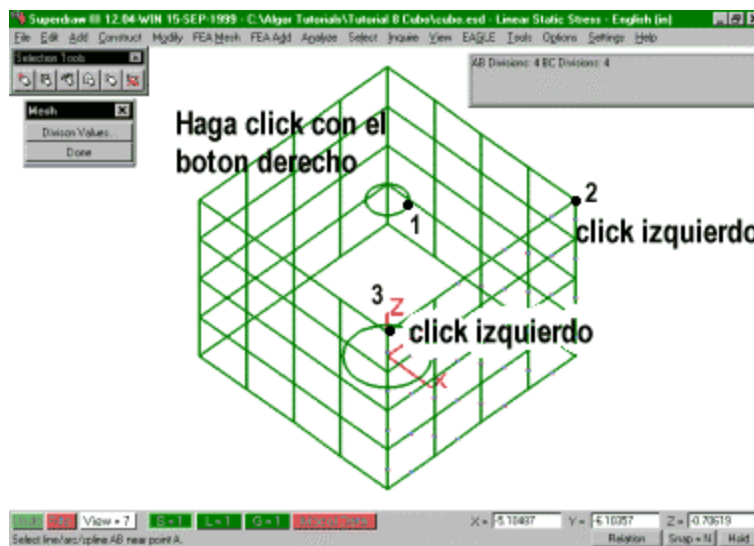 Superdraw III 12.04-WIN 15-SEP-1999 - C:\Algor Tutorials\Tutorial 8 Cubo\cubo.esd - Linear Static Stress - English (in)
File Edit Add Construct Modify FEA Mesh FEA Add Analyze Select Inquire View EAGLE Tools Options Settings Help
Selection Tools
AB Divisions: 4 BC Divisions: 4
Mesh
Divison Values...
Done
Haga click con el
boton derecho
1
2
click izquierdo
3
Z
click izquierdo
X
View = 7
S = 1
L = 1
G = 1
X = -5.10487
Y = -6.10357
Z = -0.70619
Select line/arc/spline AB near point A.
Relation
Snap = N
Hold